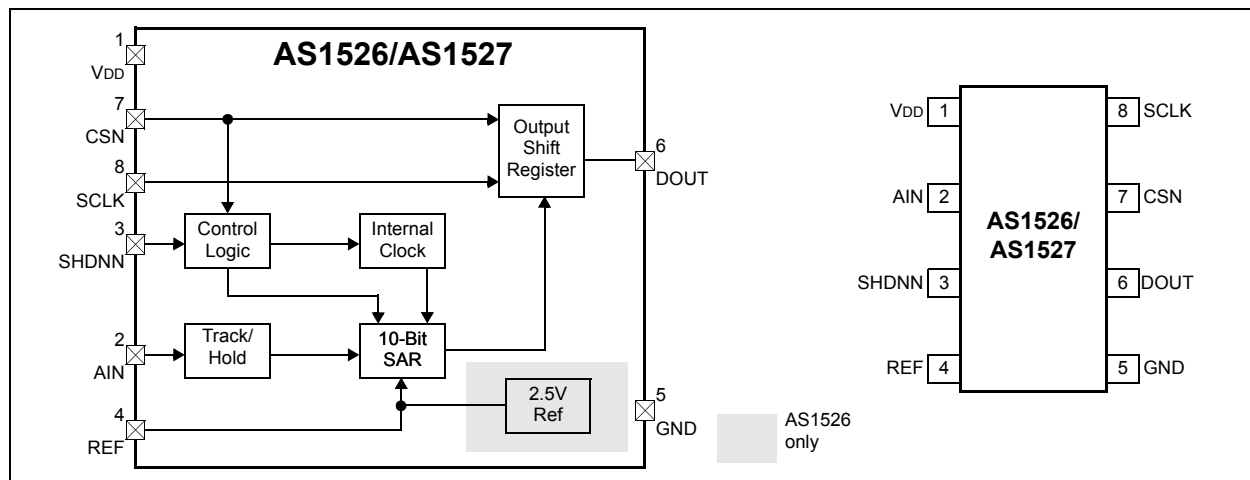 AS1526/AS1527
1
VDD
7
CSN
8
SCLK
3
SHDNN
2
AIN
4
REF
Control
Logic
Internal
Clock
Track/
Hold
10-Bit
SAR
Output
Shift
Register
2.5V
Ref
6
DOUT
5
GND
AS1526
only
VDD 1
AIN 2
SHDNN 3
REF 4
AS1526/
AS1527
8 SCLK
7 CSN
6 DOUT
5 GND